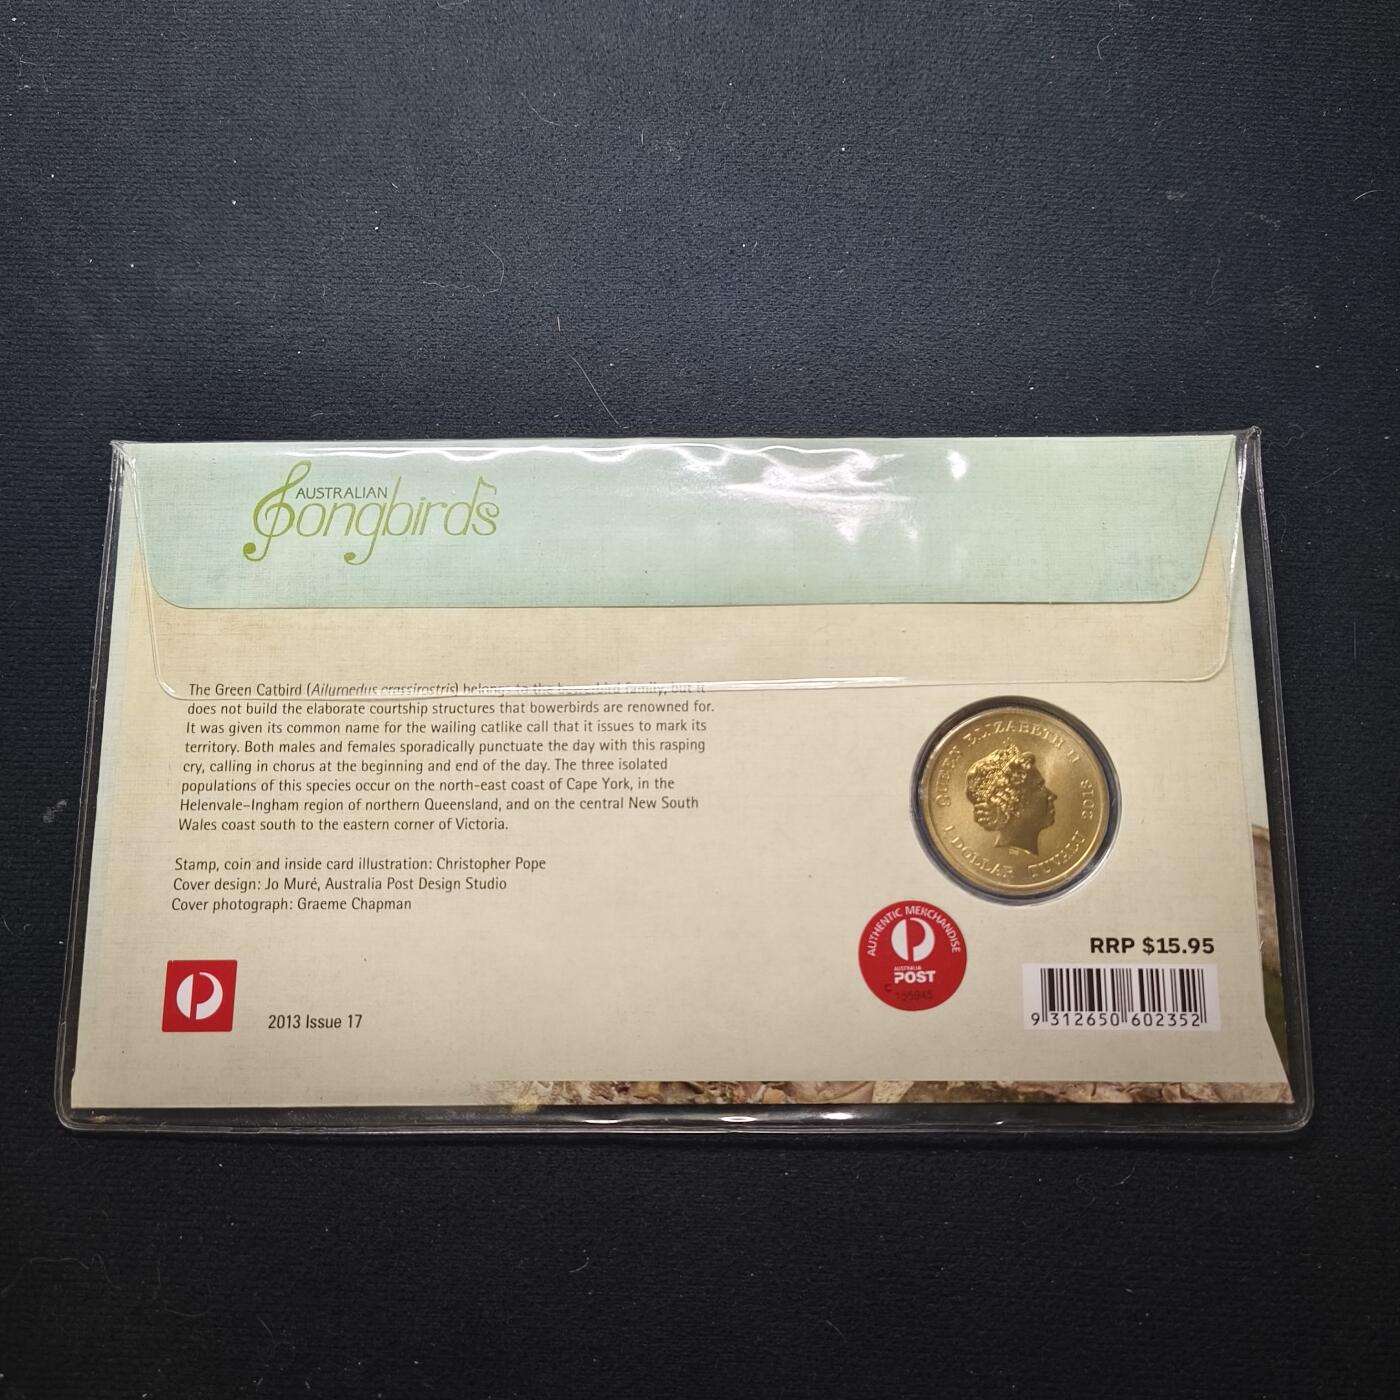 AUSTRALIAN
Songbirds
The Green Catbird (Ailuroedus crassirostris) belongs to the bowerbird family, but it
does not build the elaborate courtship structures that bowerbirds are renowned for.
It was given its common name for the wailing catlike call that it issues to mark its
territory. Both males and females sporadically punctuate the day with this rasping
cry, calling in chorus at the beginning and end of the day. The three isolated
populations of this species occur on the north-east coast of Cape York, in the
Helenvale–Ingham region of northern Queensland, and on the central New South
Wales coast south to the eastern corner of Victoria.
Stamp, coin and inside card illustration: Christopher Pope
Cover design: Jo Muré, Australia Post Design Studio
Cover photograph: Graeme Chapman
2013 Issue 17
QUEEN ELIZABETH II 2013
1 DOLLAR TUVALU
AUTHENTIC MERCHANDISE
AUSTRALIA
POST
C
RRP $15.95
9 312650 602352